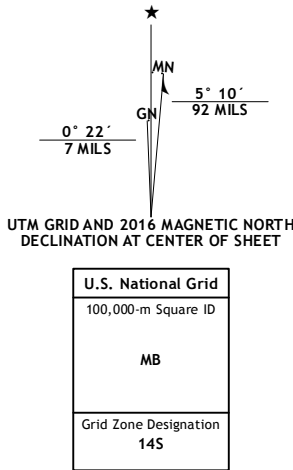 ★
MN
GN
5° 10´
92 MILS
0° 22´
7 MILS
UTM GRID AND 2016 MAGNETIC NORTH
DECLINATION AT CENTER OF SHEET
U.S. National Grid
100,000-m Square ID
MB
Grid Zone Designation
14S